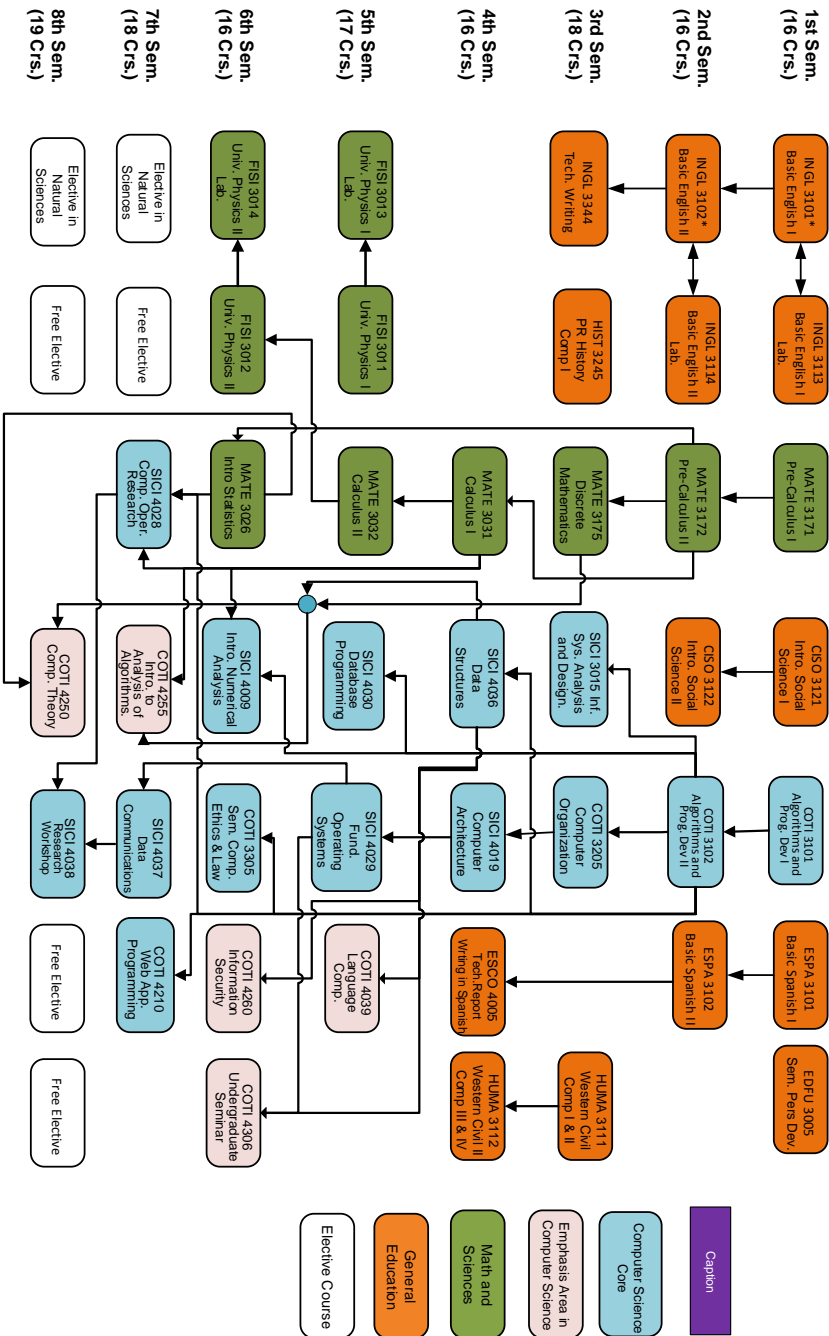 1st Sem.
(16 Crs.)
INGL 3101*
Basic English I
INGL 3113
Basic English I
Lab.
MATE 3171
Pre-Calculus I
CISO 3121
Intro. Social
Science I
COTI 3101
Algorithms and
Prog. Dev I
ESPA 3101
Basic Spanish I
EDFU 3005
Sem. Pers Dev.
2nd Sem.
(16 Crs.)
INGL 3102*
Basic English II
INGL 3114
Basic English II
Lab.
MATE 3172
Pre-Calculus II
CISO 3122
Intro. Social
Science II
COTI 3102
Algorithms and
Prog. Dev II
ESPA 3102
Basic Spanish II
3rd Sem.
(18 Crs.)
INGL 3344
Tech. Writing
HIST 3245
PR History
Comp I
MATE 3175
Discrete
Mathematics
SICI 3015 Inf.
Sys. Analysis
and Design.
COTI 3205
Computer
Organization
HUMA 3111
Western Civil
Comp I & II
4th Sem.
(16 Crs.)
MATE 3031
Calculus I
SICI 4036
Data
Structures
SICI 4019
Computer
Architecture
ESCO 4005
Tech.Report
Wrting in Spanish
HUMA 3112
Western Civil II
Comp III & IV
5th Sem.
(17 Crs.)
FISI 3013
Univ. Physics I
Lab.
FISI 3011
Univ. Physics I
MATE 3032
Calculus II
SICI 4030
Database
Programming
SICI 4029
Fund.
Operating
Systems
COTI 4039
Language
Comp.
6th Sem.
(16 Crs.)
FISI 3014
Univ. Physics II
Lab.
FISI 3012
Univ. Physics II
MATE 3026
Intro Statistics
SICI 4009
Intro. Numerical
Analysis
COTI 3305
Sem. Comp.
Ethics & Law
COTI 4260
Information
Security
COTI 4306
Undergraduate
Seminar
7th Sem.
(18 Crs.)
Elective in
Natural
Sciences
Free Elective
SICI 4028
Comp. Oper.
Research
COTI 4255
Intro. to
Analysis of
Algorithms.
SICI 4037
Data
Communications
COTI 4210
Web App.
Programming
8th Sem.
(19 Crs.)
Elective in
Natural
Sciences
Free Elective
COTI 4250
Comp. Theory
SICI 4038
Research
Workshop
Free Elective
Free Elective
Caption
Computer Science
Core
Emphasis Area in
Computer Science
Math and
Sciences
General
Education
Elective Course